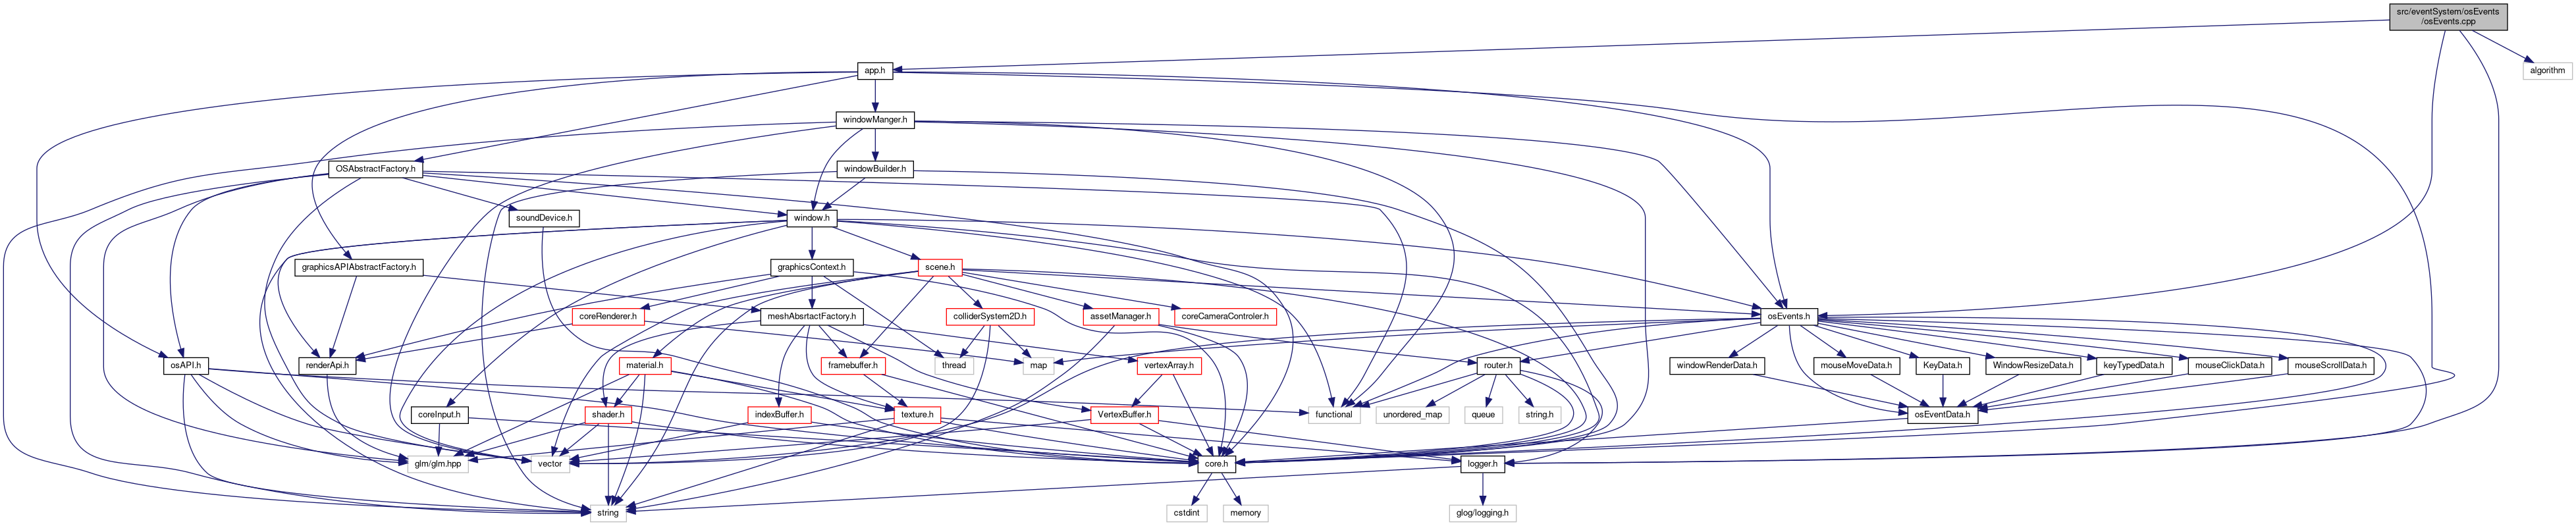 src/eventSystem/osEvents
/osEvents.cpp
app.h
algorithm
windowManger.h
OSAbstractFactory.h
windowBuilder.h
soundDevice.h
window.h
graphicsAPIAbstractFactory.h
graphicsContext.h
scene.h
coreRenderer.h
meshAbsrtactFactory.h
colliderSystem2D.h
assetManager.h
coreCameraControler.h
osEvents.h
osAPI.h
renderApi.h
material.h
framebuffer.h
thread
map
vertexArray.h
router.h
windowRenderData.h
mouseMoveData.h
KeyData.h
WindowResizeData.h
keyTypedData.h
mouseClickData.h
mouseScrollData.h
coreInput.h
shader.h
indexBuffer.h
texture.h
VertexBuffer.h
functional
unordered_map
queue
string.h
osEventData.h
glm/glm.hpp
vector
core.h
logger.h
string
cstdint
memory
glog/logging.h